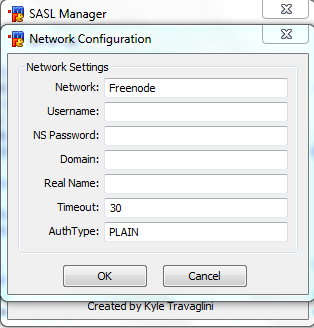 SASL Manager
Network Configuration
Network Settings
Network: Freenode
Username:
NS Password:
Domain:
Real Name:
Timeout: 30
AuthType: PLAIN
OK Cancel
Created by Kyle Travaglini